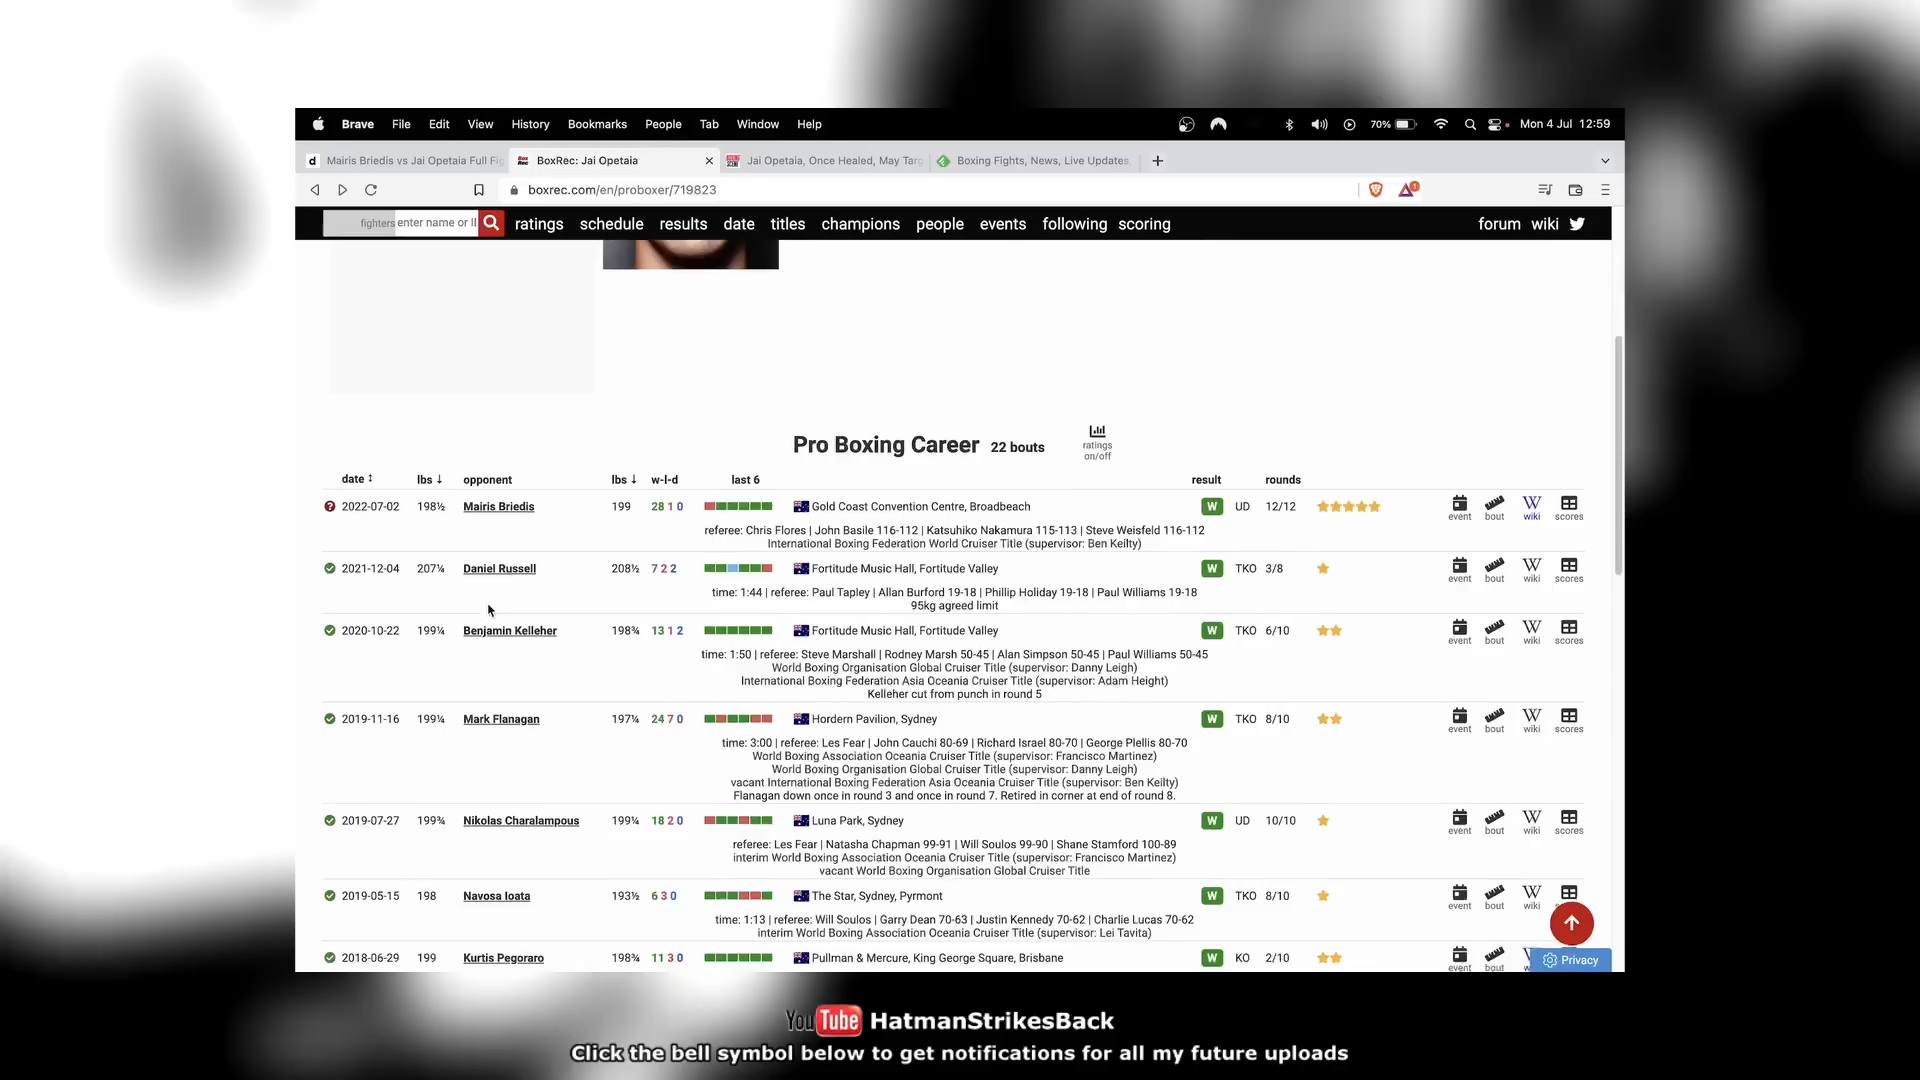 Brave File Edit View History Bookmarks People Tab Window Help 70% Mon 4 Jul 12:59
d Mairis Briedis vs Jai Opetaia Full Fig BoxRec: Jai Opetaia Jai Opetaia, Once Healed, May Targ Boxing Fights, News, Live Updates,
boxrec.com/en/proboxer/719823
fighters enter name or II ratings schedule results date titles champions people events following scoring forum wiki
Pro Boxing Career 22 bouts ratings on/off
date lbs opponent lbs w-l-d last 6 result rounds
2022-07-02 198½ Mairis Briedis 199 28 1 0 Gold Coast Convention Centre, Broadbeach W UD 12/12 event bout wiki scores
referee: Chris Flores | John Basile 116-112 | Katsuhiko Nakamura 115-113 | Steve Weisfeld 116-112
International Boxing Federation World Cruiser Title (supervisor: Ben Keilty)
2021-12-04 207¼ Daniel Russell 208½ 7 2 2 Fortitude Music Hall, Fortitude Valley W TKO 3/8 event bout wiki scores
time: 1:44 | referee: Paul Tapley | Allan Burford 19-18 | Phillip Holiday 19-18 | Paul Williams 19-18
95kg agreed limit
2020-10-22 199¼ Benjamin Kelleher 198¾ 13 1 2 Fortitude Music Hall, Fortitude Valley W TKO 6/10 event bout wiki scores
time: 1:50 | referee: Steve Marshall | Rodney Marsh 50-45 | Alan Simpson 50-45 | Paul Williams 50-45
World Boxing Organisation Global Cruiser Title (supervisor: Danny Leigh)
International Boxing Federation Asia Oceania Cruiser Title (supervisor: Adam Height)
Kelleher cut from punch in round 5
2019-11-16 199¼ Mark Flanagan 197¼ 24 7 0 Hordern Pavilion, Sydney W TKO 8/10 event bout wiki scores
time: 3:00 | referee: Les Fear | John Cauchi 80-69 | Richard Israel 80-70 | George Plellis 80-70
World Boxing Association Oceania Cruiser Title (supervisor: Francisco Martinez)
World Boxing Organisation Global Cruiser Title (supervisor: Danny Leigh)
vacant International Boxing Federation Asia Oceania Cruiser Title (supervisor: Ben Keilty)
Flanagan down once in round 3 and once in round 7. Retired in corner at end of round 8.
2019-07-27 199¾ Nikolas Charalampous 199¼ 18 2 0 Luna Park, Sydney W UD 10/10 event bout wiki scores
referee: Les Fear | Natasha Chapman 99-91 | Will Soulos 99-90 | Shane Stamford 100-89
interim World Boxing Association Oceania Cruiser Title (supervisor: Francisco Martinez)
vacant World Boxing Organisation Global Cruiser Title
2019-05-15 198 Navosa Ioata 193½ 6 3 0 The Star, Sydney, Pyrmont W TKO 8/10 event bout wiki
time: 1:13 | referee: Will Soulos | Garry Dean 70-63 | Justin Kennedy 70-62 | Charlie Lucas 70-62
interim World Boxing Association Oceania Cruiser Title (supervisor: Lei Tavita)
2018-06-29 199 Kurtis Pegoraro 198¾ 11 3 0 Pullman & Mercure, King George Square, Brisbane W KO 2/10 event bout Privacy
YouTube HatmanStrikesBack
Click the bell symbol below to get notifications for all my future uploads